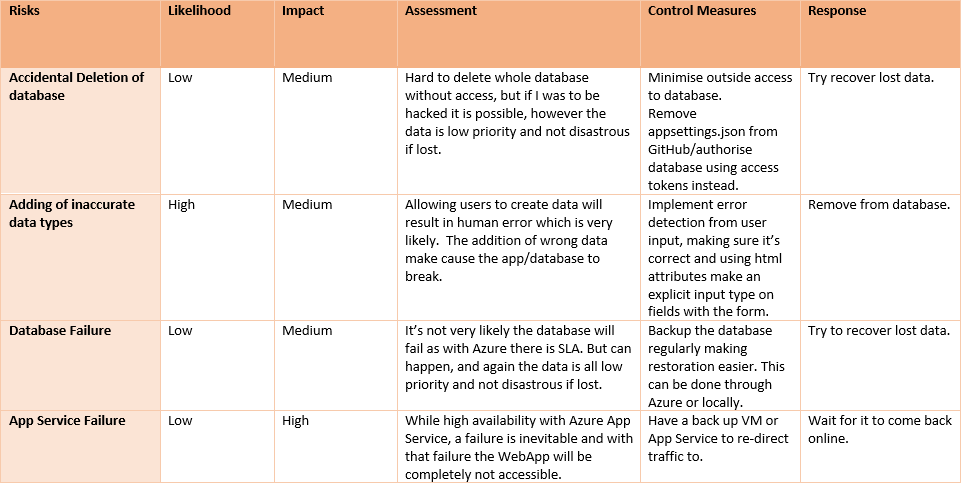 Risks
Likelihood
Impact
Assessment
Control Measures
Response
Accidental Deletion of
database
Low
Medium
Hard to delete whole database
without access, but if I was to be
hacked it is possible, however the
data is low priority and not disastrous
if lost.
Minimise outside access
to database.
Remove
appsettings.json from
GitHub/authorise
database using access
tokens instead.
Try recover lost data.
Adding of inaccurate
data types
High
Medium
Allowing users to create data will
result in human error which is very
likely.  The addition of wrong data
make cause the app/database to
break.
Implement error
detection from user
input, making sure it’s
correct and using html
attributes make an
explicit input type on
fields with the form.
Remove from database.
Database Failure
Low
Medium
It’s not very likely the database will
fail as with Azure there is SLA. But can
happen, and again the data is all low
priority and not disastrous if lost.
Backup the database
regularly making
restoration easier. This
can be done through
Azure or locally.
Try to recover lost data.
App Service Failure
Low
High
While high availability with Azure App
Service, a failure is inevitable and with
that failure the WebApp will be
completely not accessible.
Have a back up VM or
App Service to re-direct
traffic to.
Wait for it to come back
online.